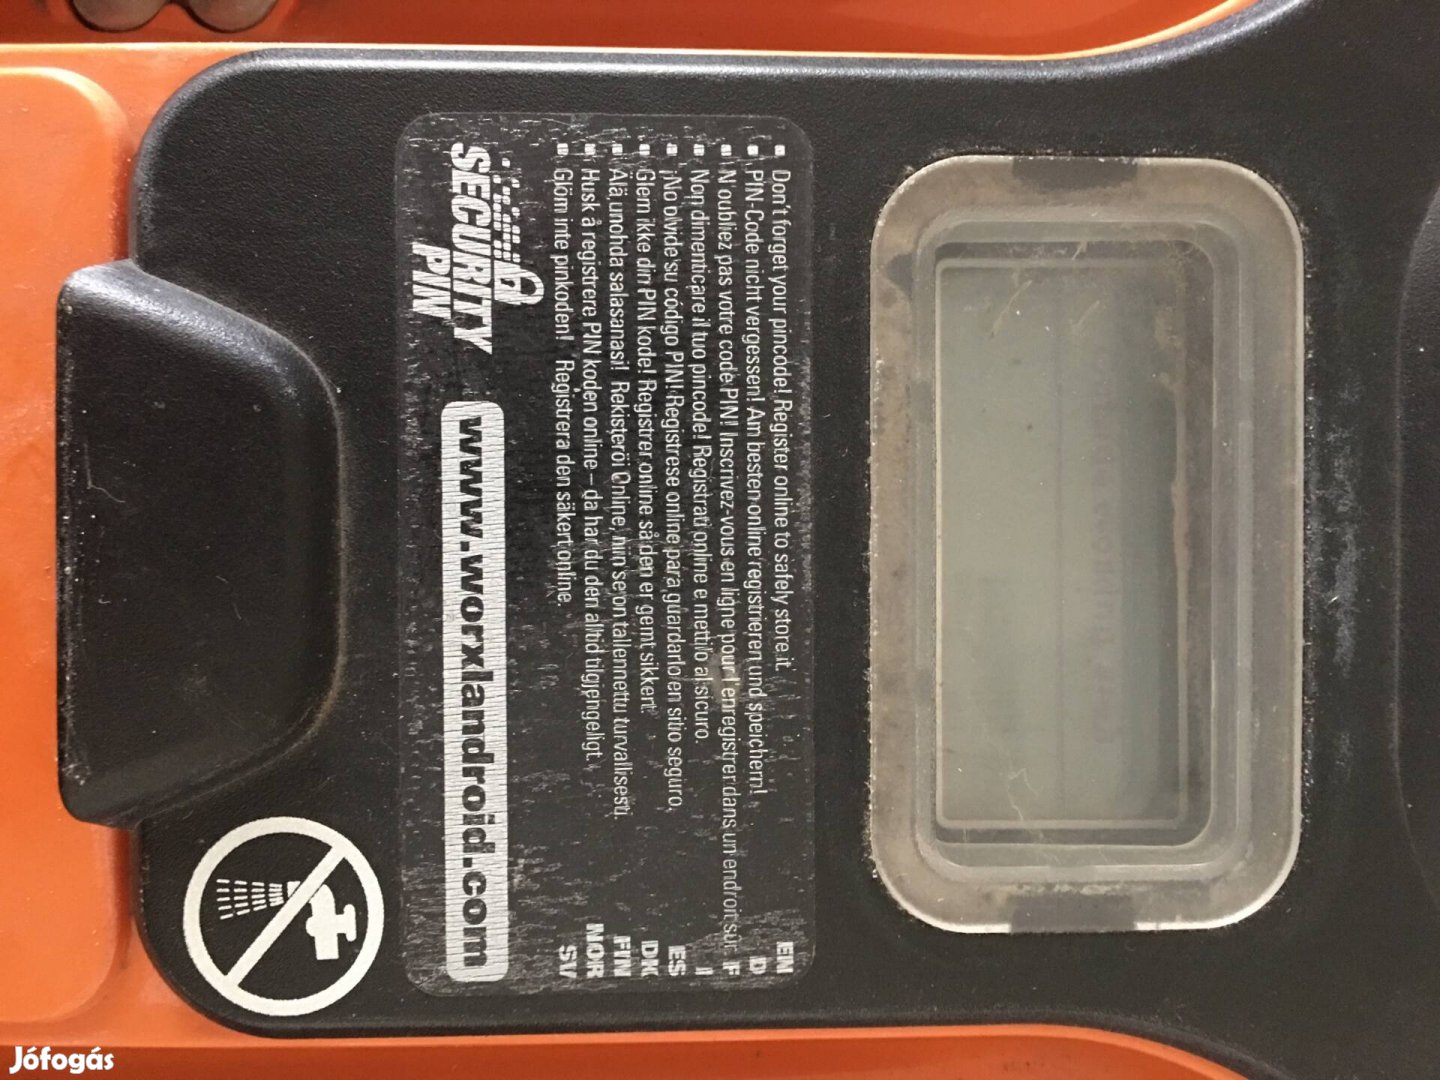 Don't forget your pincode! Register online to safely store it. EN
PIN-Code nicht vergessen! Am besten online registrieren und speichern! D
N'oubliez pas votre code PIN! Inscrivez-vous en ligne pour l'enregistrer dans un endroit sûr. F
Non dimenticare il tuo pincode! Registrati online e mettilo al sicuro. I
¡No olvide su código PIN! Regístrese online para guardarlo en sitio seguro. ES
Glem ikke din PIN kode! Registrer online så den er gemt sikkert. DK
Älä unohda salasanasi! Rekisteröi Online, niin se on tallennettu turvallisesti. FIN
Husk å registrere PIN koden online – da har du den alltid tilgjengelig! NOR
Glöm inte pinkoden! Registrera den säkert online. SV
SECURITY
PIN
www.worxlandroid.com
Jófogás